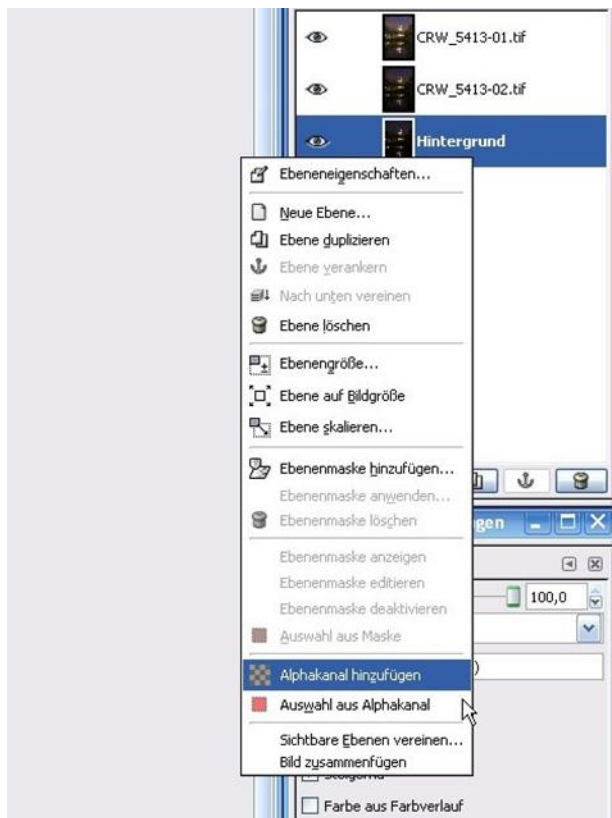 CRW_5413-01.tif
CRW_5413-02.tif
Hintergrund
Ebeneneigenschaften...
Neue Ebene...
Ebene duplizieren
Ebene verankern
Nach unten vereinen
Ebene löschen
Ebenengröße...
Ebene auf Bildgröße
Ebene skalieren...
Ebenenmaske hinzufügen...
Ebenenmaske anwenden...
Ebenenmaske löschen
gen
Ebenenmaske anzeigen
Ebenenmaske editieren
100,0
Ebenenmaske deaktivieren
Auswahl aus Maske
)
Alphakanal hinzufügen
Auswahl aus Alphakanal
Sichtbare Ebenen vereinen...
Bild zusammenfügen
Farbe aus Farbverlauf